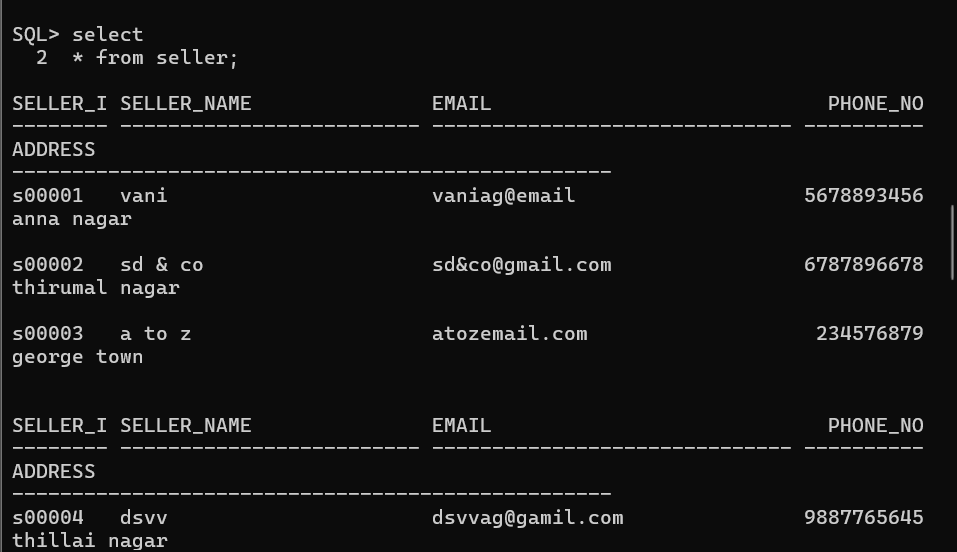 SQL> select
  2  * from seller;
SELLER_I SELLER_NAME               EMAIL                            PHONE_NO
-------- ------------------------- ------------------------------ ----------
ADDRESS
--------------------------------------------------
s00001   vani                      vaniag@email                   5678893456
anna nagar
s00002   sd & co                   sd&co@gmail.com                6787896678
thirumal nagar
s00003   a to z                    atozemail.com                   234576879
george town
SELLER_I SELLER_NAME               EMAIL                            PHONE_NO
-------- ------------------------- ------------------------------ ----------
ADDRESS
--------------------------------------------------
s00004   dsvv                      dsvvag@gamil.com               9887765645
thillai nagar